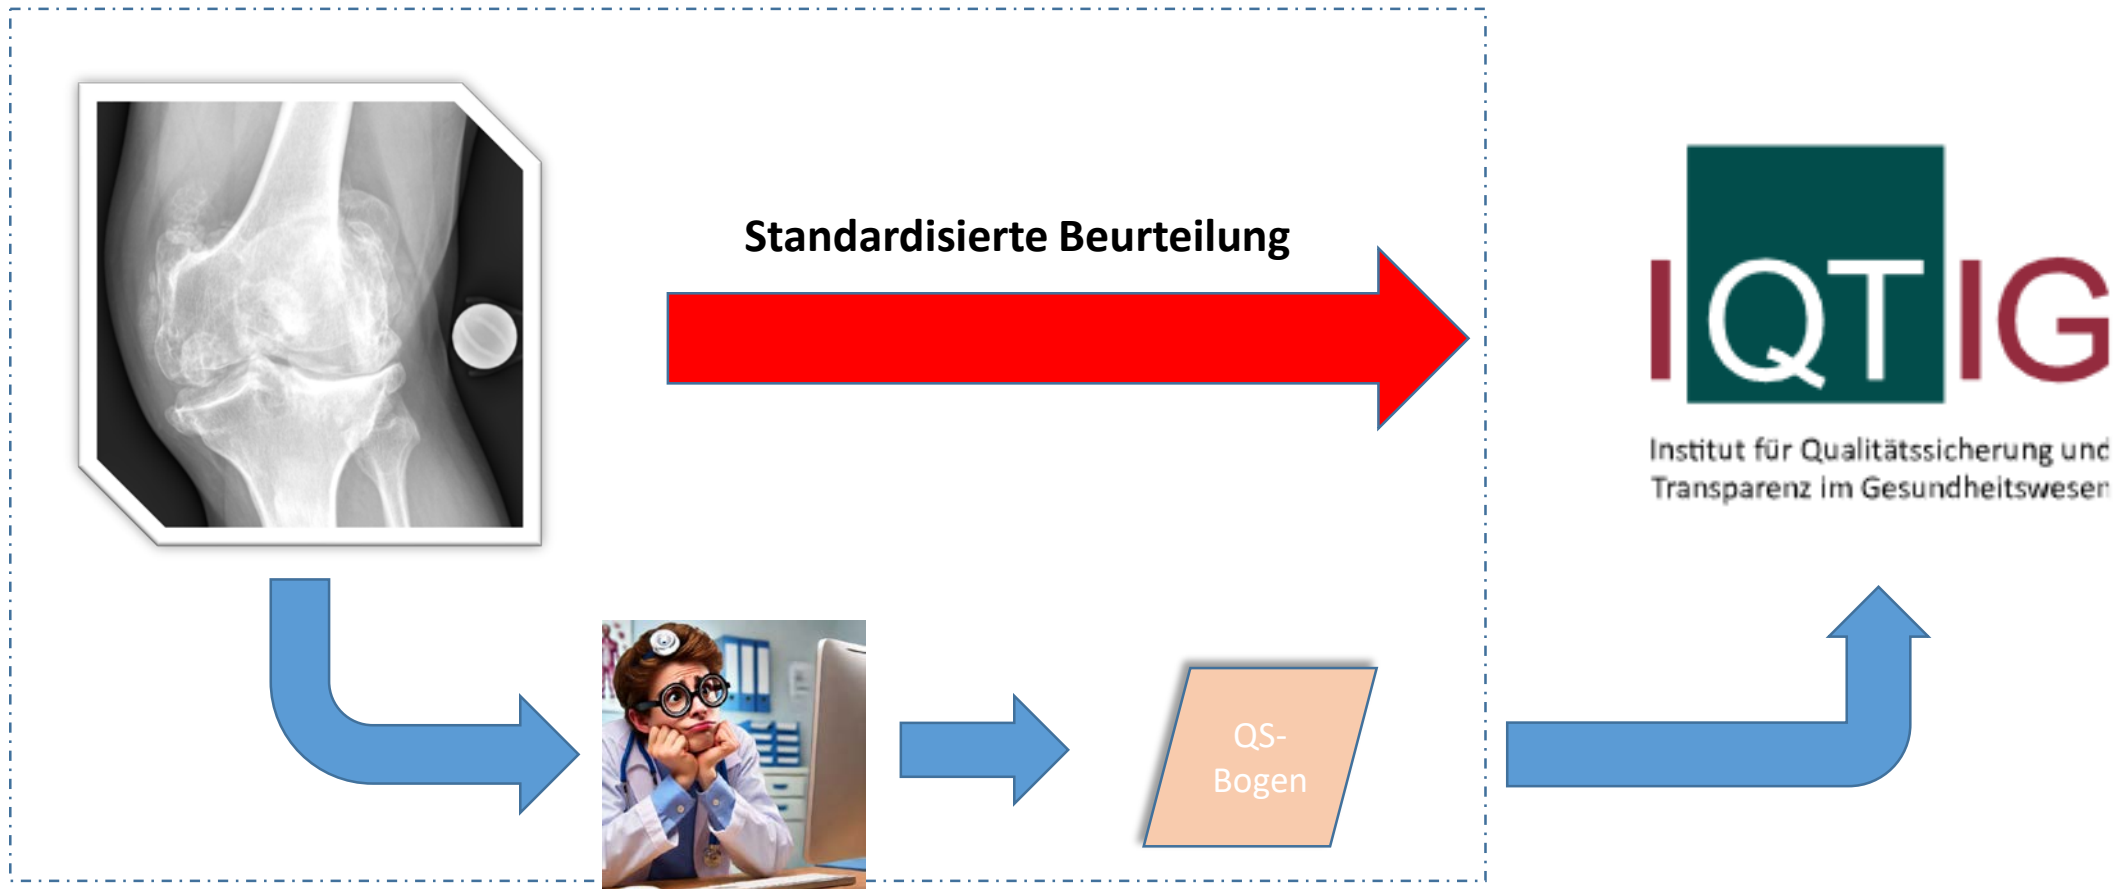 Standardisierte Beurteilung
IQTIG
Institut für Qualitätssicherung und
Transparenz im Gesundheitswesen
QS-
Bogen